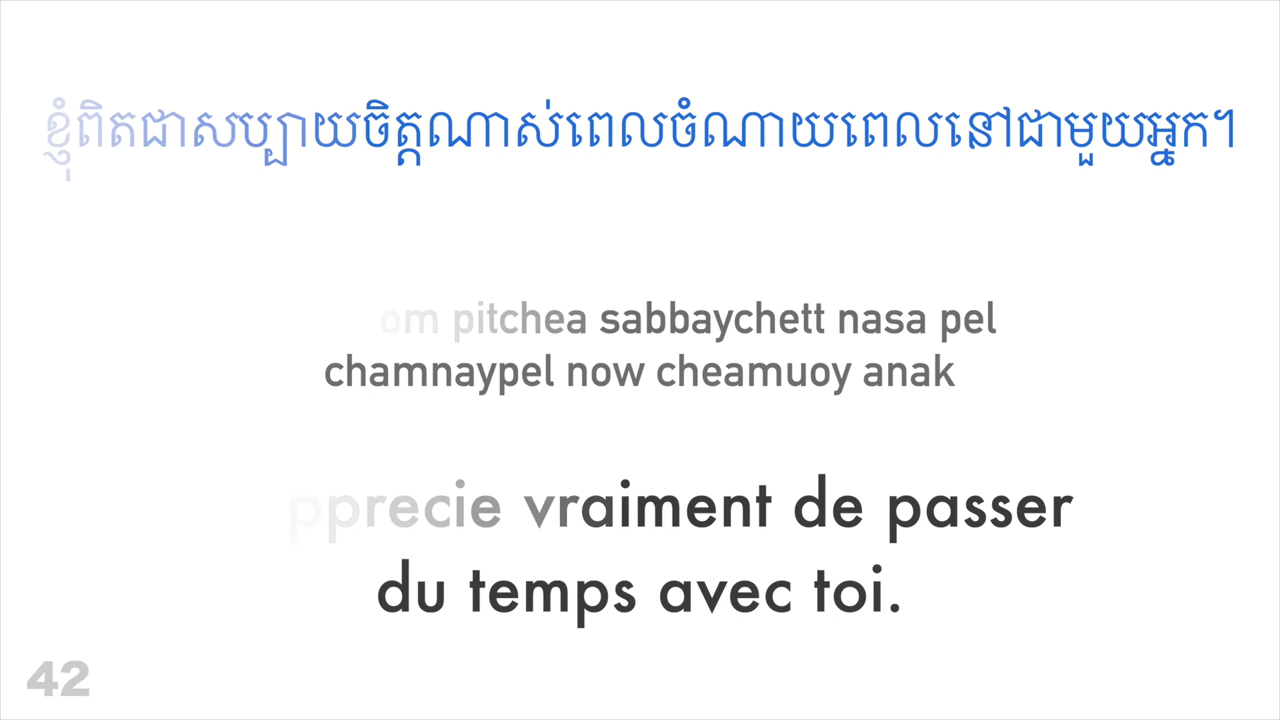 ខ្ញុំពិតជាសប្បាយចិត្តណាស់ពេលចំណាយពេលនៅជាមួយអ្នក។
om pitchea sabbaychett nasa pel
chamnaypel now cheamuoy anak
pprecie vraiment de passer
du temps avec toi.
42